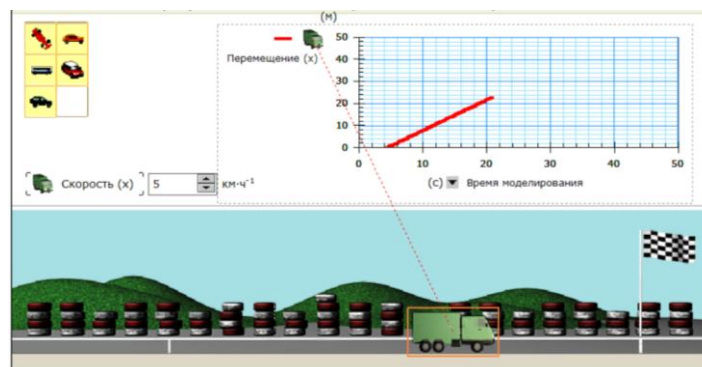 (м)
Перемещение (x)
50
40
30
20
10
0
0 10 20 30 40 50
(с) Время моделирования
Скорость (x) 5 км·ч⁻¹